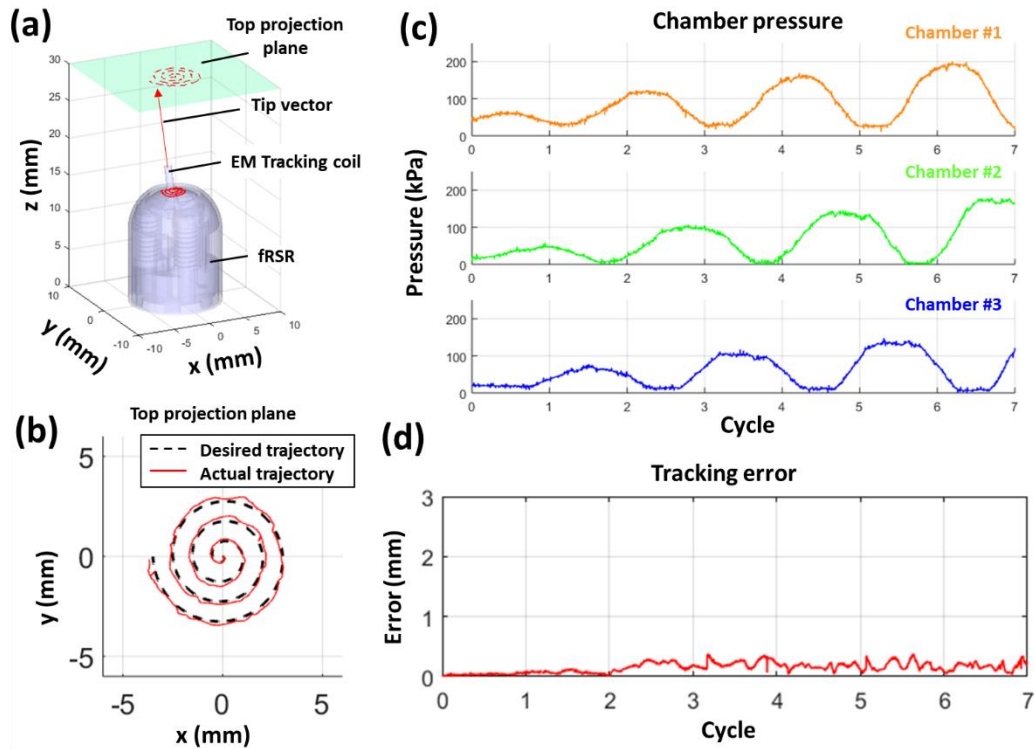 (a)
Top projection
plane
Tip vector
EM Tracking coil
fRSR
z (mm)
30
25
20
15
10
5
0
y (mm)
10
0
-10
x (mm)
-10
-5
0
5
10
(b)
Top projection plane
Desired trajectory
Actual trajectory
y (mm)
5
0
-5
-5
0
5
x (mm)
(c)
Chamber pressure
Chamber #1
200
100
0
0 1 2 3 4 5 6 7
Chamber #2
Pressure (kPa)
200
100
0
0 1 2 3 4 5 6 7
Chamber #3
200
100
0
0 1 2 3 4 5 6 7
Cycle
(d)
Tracking error
Error (mm)
3
2
1
0
0 1 2 3 4 5 6 7
Cycle